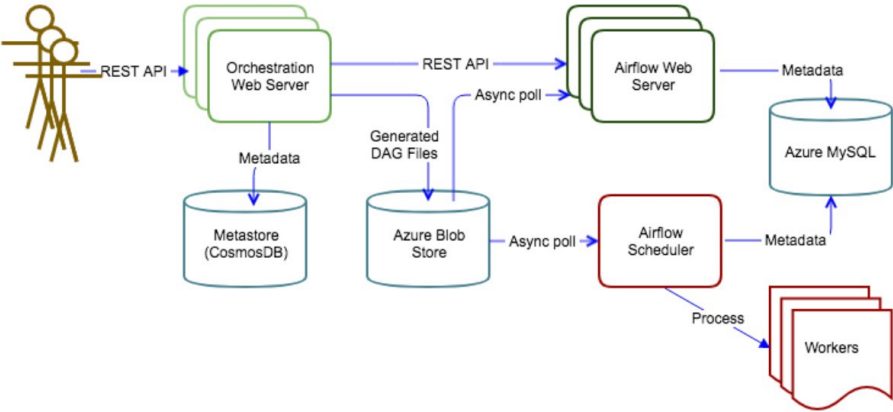 REST API
Orchestration
Web Server
REST API
Airflow Web
Server
Metadata
Async poll
Generated
DAG Files
Metadata
Azure MySQL
Metastore
(CosmosDB)
Azure Blob
Store
Async poll
Airflow
Scheduler
Metadata
Process
Workers